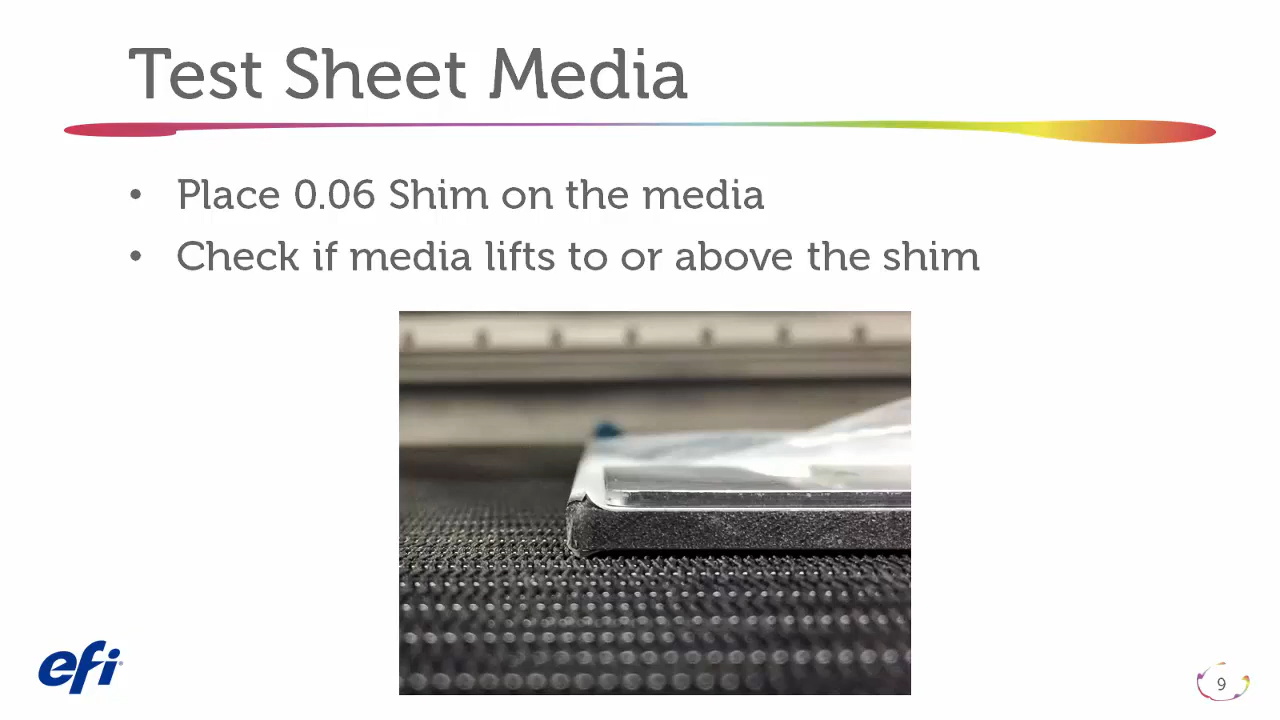 Test Sheet Media
• Place 0.06 Shim on the media
• Check if media lifts to or above the shim
efi
9